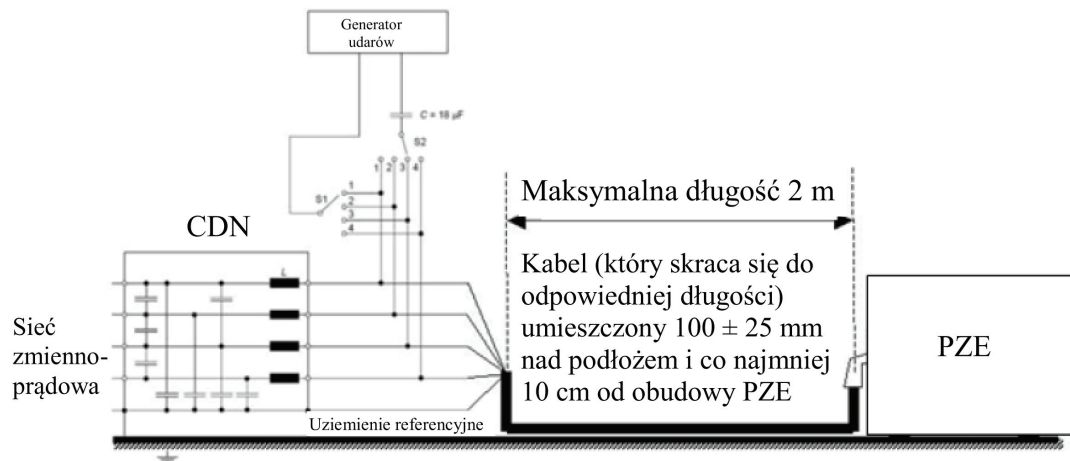 Generator
udarów
C = 18 µF
S2
1 2 3 4
S1
1
2
3
4
Maksymalna długość 2 m
CDN
L
Kabel (który skraca się do
odpowiedniej długości)
umieszczony 100 ± 25 mm
nad podłożem i co najmniej
10 cm od obudowy PZE
PZE
Sieć
zmienno-
prądowa
Uziemienie referencyjne